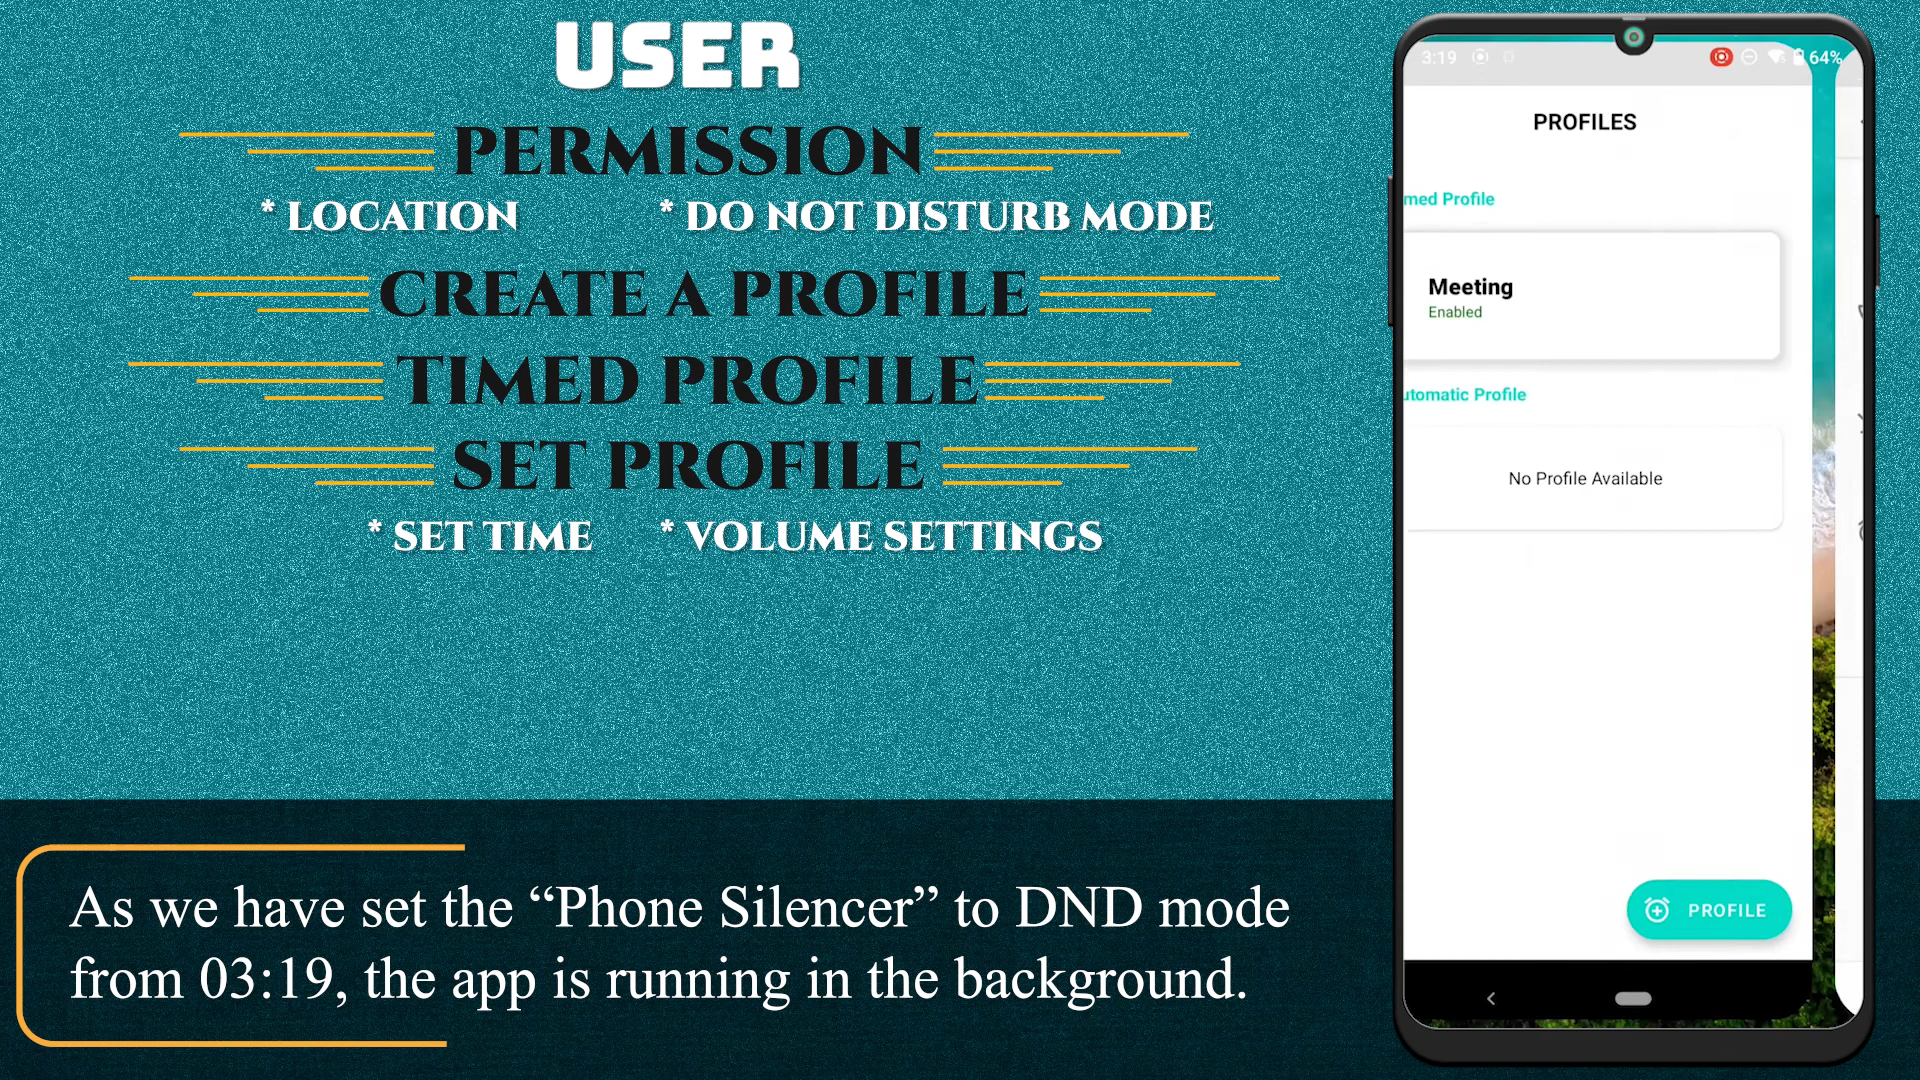 USER
PERMISSION
* LOCATION * DO NOT DISTURB MODE
CREATE A PROFILE
TIMED PROFILE
SET PROFILE
* SET TIME * VOLUME SETTINGS
As we have set the “Phone Silencer” to DND mode
from 03:19, the app is running in the background.
3:19 64%
PROFILES
med Profile
Meeting
Enabled
utomatic Profile
No Profile Available
PROFILE